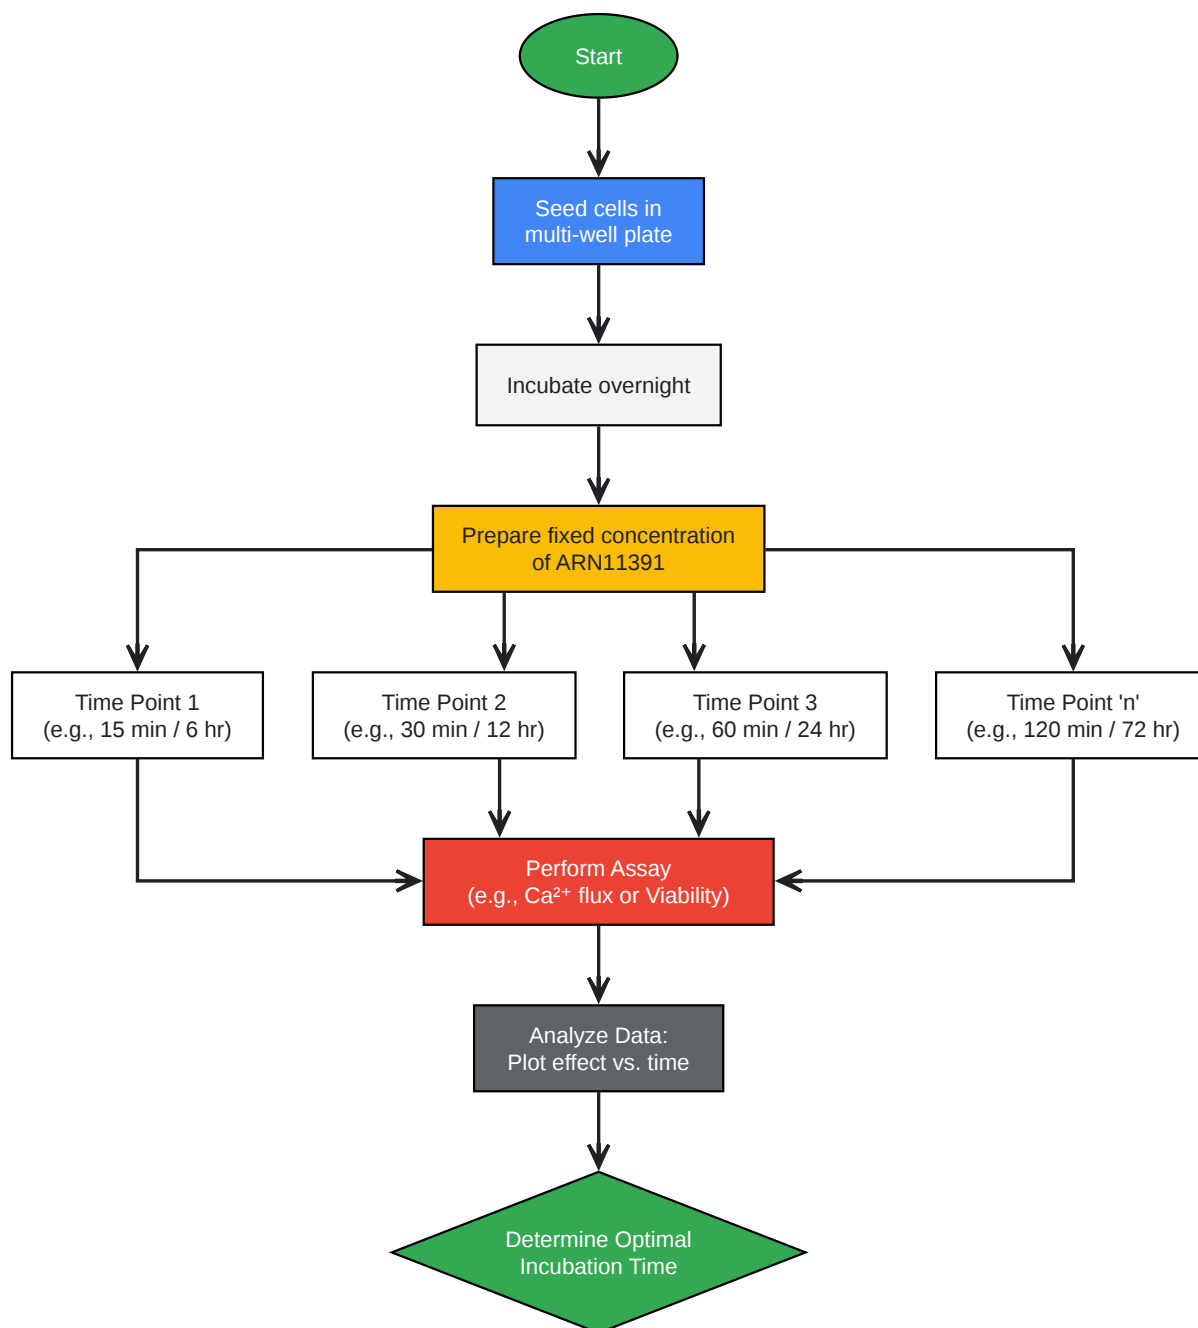 Start
Seed cells in
multi-well plate
Incubate overnight
Prepare fixed concentration
of ARN11391
Time Point 1
(e.g., 15 min / 6 hr)
Time Point 2
(e.g., 30 min / 12 hr)
Time Point 3
(e.g., 60 min / 24 hr)
Time Point 'n'
(e.g., 120 min / 72 hr)
Perform Assay
(e.g., Ca²⁺ flux or Viability)
Analyze Data:
Plot effect vs. time
Determine Optimal
Incubation Time